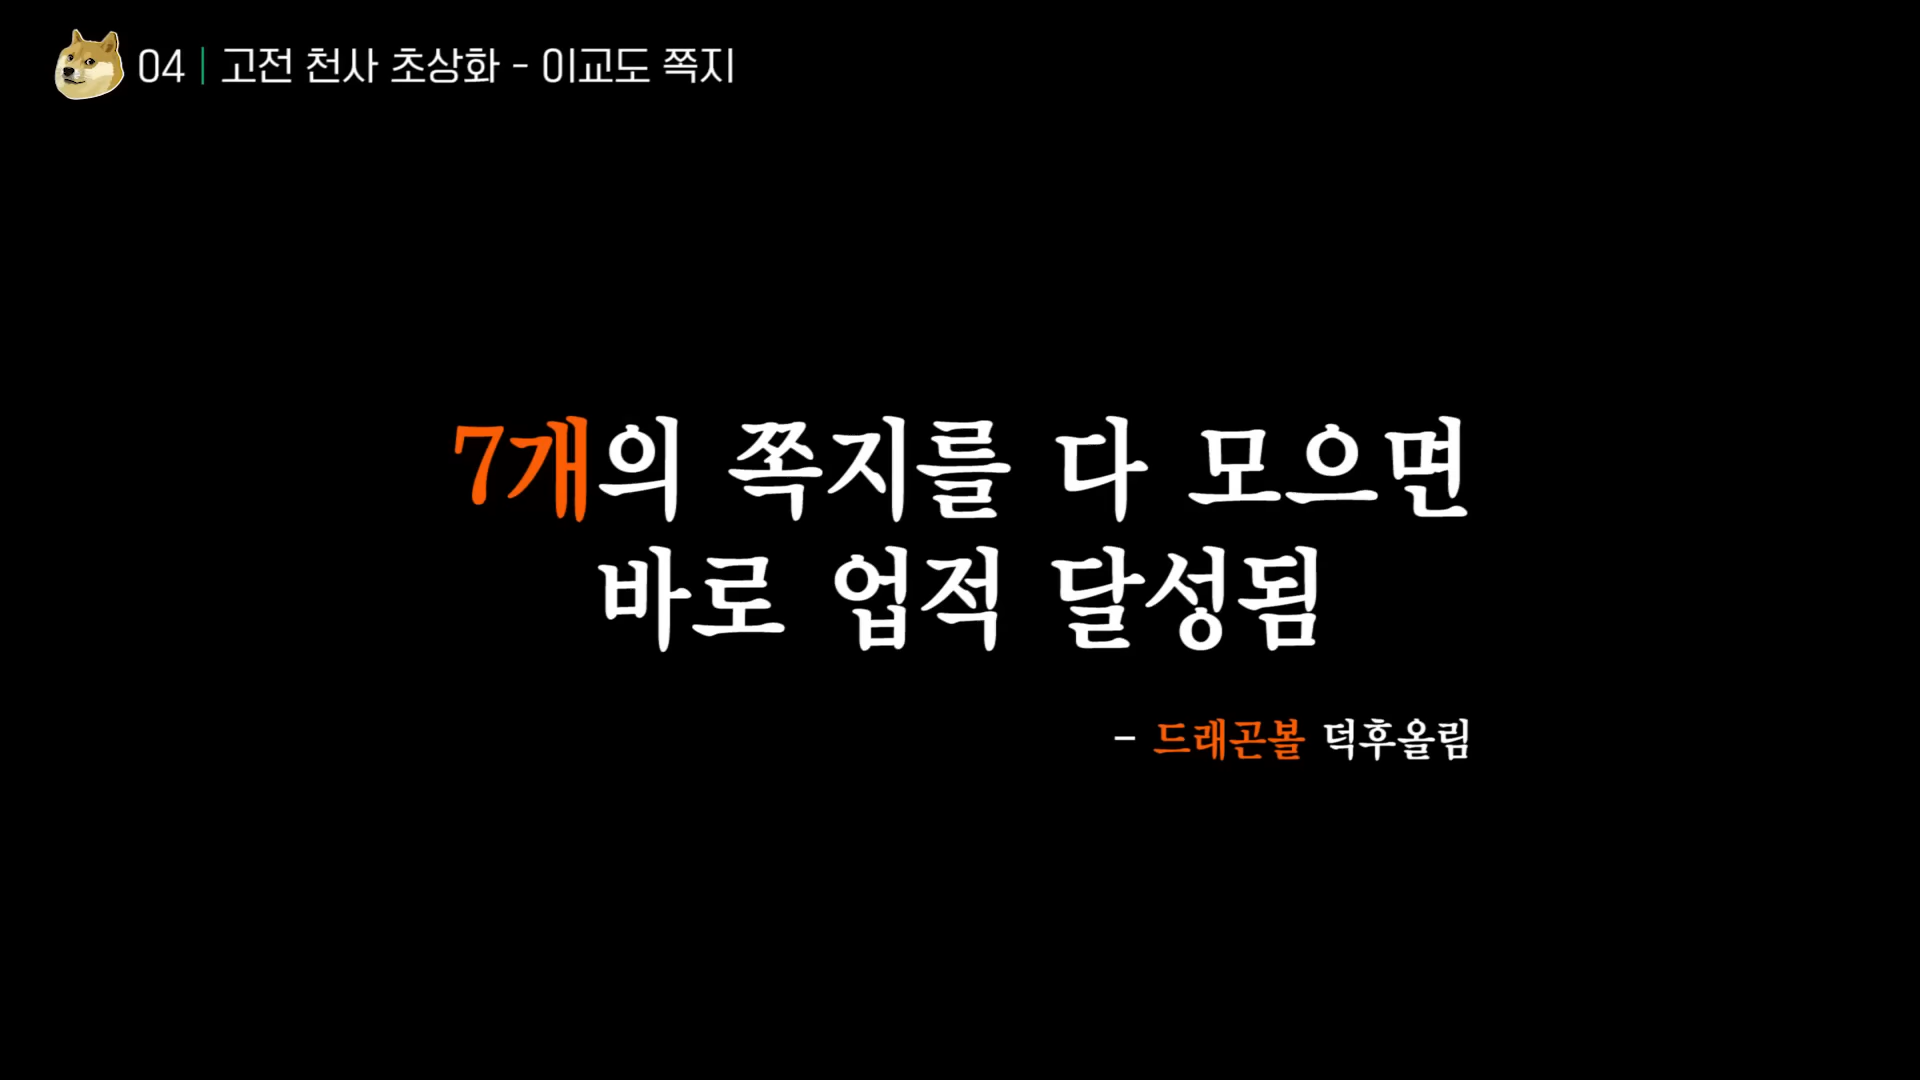 04 | 고전 천사 초상화 - 이교도 쪽지
7개의 쪽지를 다 모으면
바로 업적 달성됨
- 드래곤볼 덕후올림